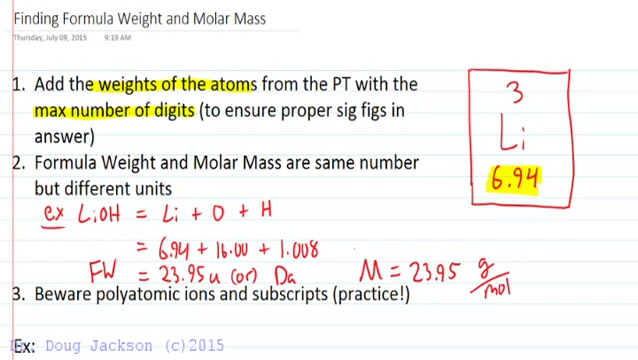 Finding Formula Weight and Molar Mass
Thursday, July 09, 2015 9:19 AM
1. Add the weights of the atoms from the PT with the
max number of digits (to ensure proper sig figs in
answer)
3
Li
6.94
2. Formula Weight and Molar Mass are same number
but different units
ex LiOH = Li + O + H
= 6.94 + 16.00 + 1.008
FW = 23.95 u (or) Da M = 23.95 g/mol
3. Beware polyatomic ions and subscripts (practice!)
Ex:
Doug Jackson (c)2015